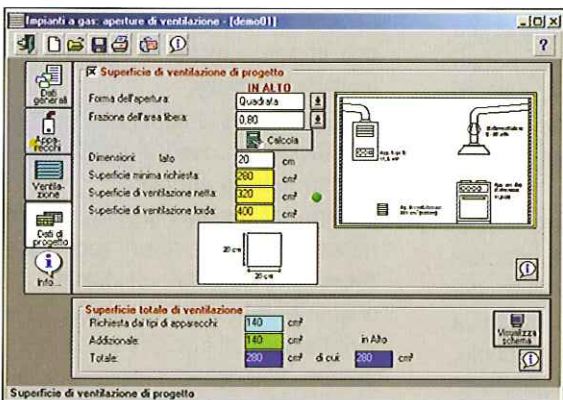 Impianti a gas: aperture di ventilazione - [demo01]
?
Dati generali
Appa-recchi
Ventila-zione
Dati di progetto
Info...
Superficie di ventilazione di progetto
IN ALTO
Forma dell'apertura: Quadrata
Frazione dell'area libera: 0,80
Calcola
Dimensioni: lato 20 cm
Superficie minima richiesta: 280 cm²
Superficie di ventilazione netta: 320 cm²
Superficie di ventilazione lorda: 400 cm²
20 cm
20 cm
Superficie totale di ventilazione
Richiesta dai tipi di apparecchi: 140 cm²
Addizionale: 140 cm² in Alto
Totale: 280 cm² di cui: 280 cm²
Visualizza schema
Superficie di ventilazione di progetto